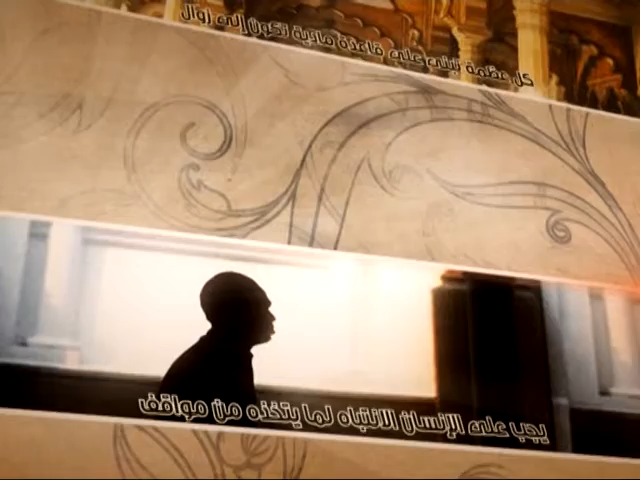 كل عظمة تبنى على قاعدة مادية تكون إلى زوال
يجب على الإنسان الانتباه لما يتخذه من مواقف